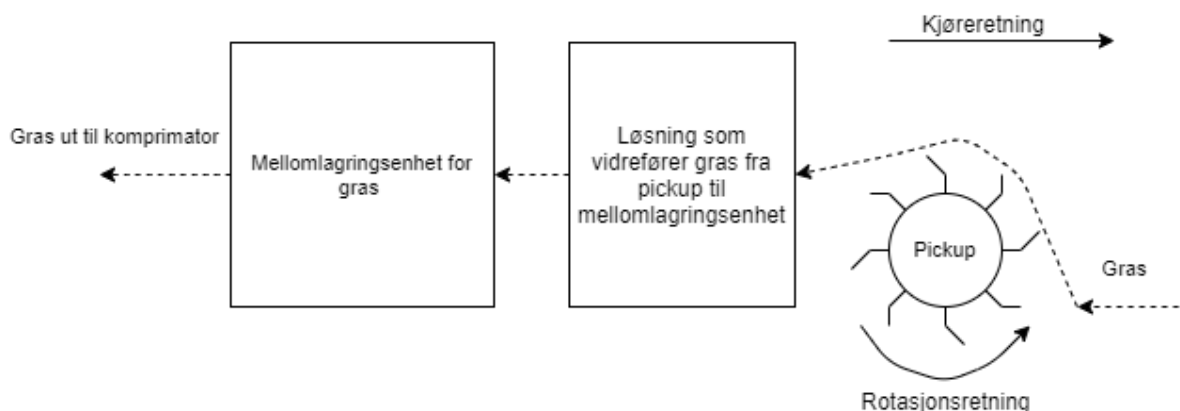 Kjøreretning
Gras ut til komprimator
Mellomlagringsenhet for
gras
Løsning som
vidrefører gras fra
pickup til
mellomlagringsenhet
Pickup
Gras
Rotasjonsretning